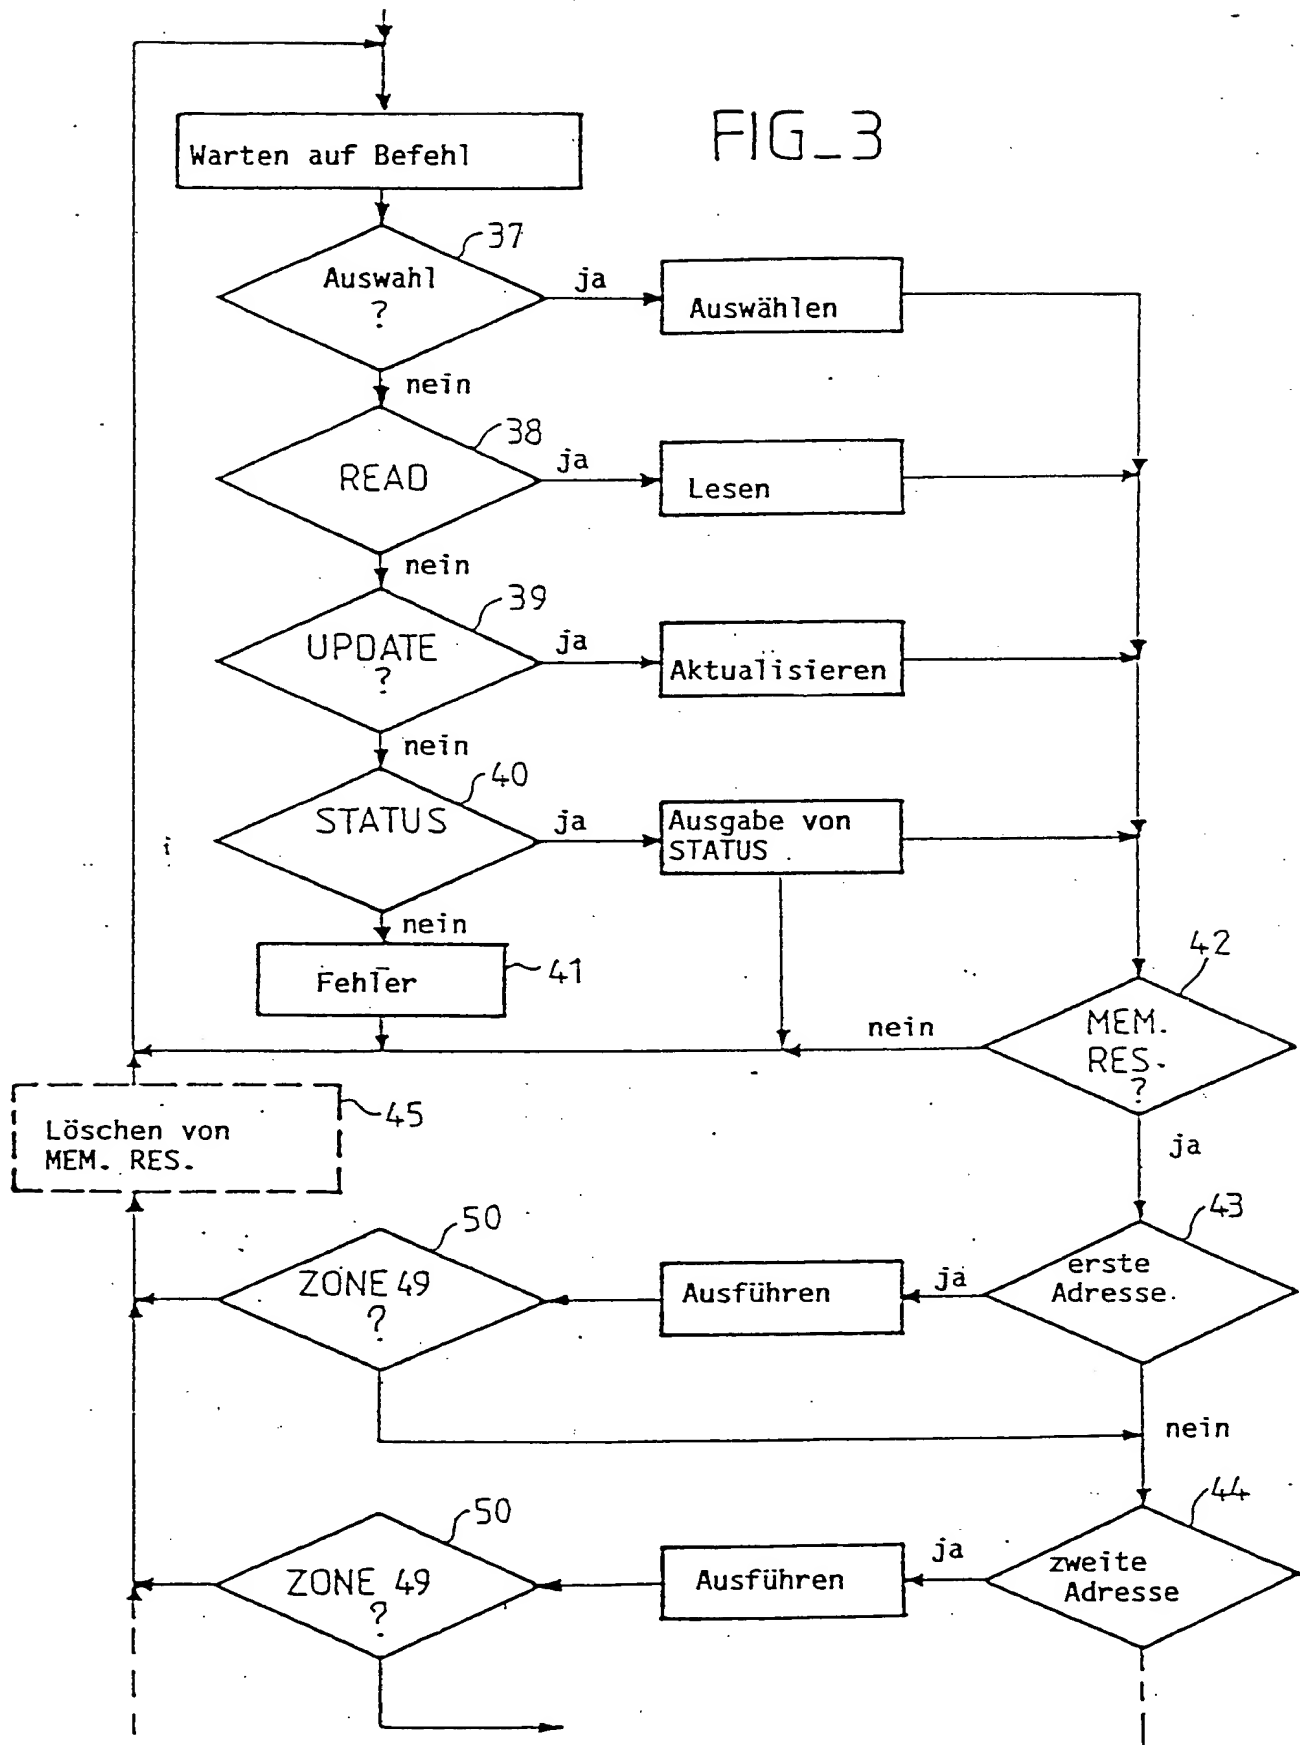 FIG_3
Warten auf Befehl
37
Auswahl
?
ja
Auswählen
nein
38
READ
ja
Lesen
nein
39
UPDATE
?
ja
Aktualisieren
nein
40
STATUS
ja
Ausgabe von
STATUS
nein
Fehler
41
42
MEM.
RES.
?
nein
ja
45
Löschen von
MEM. RES.
43
erste
Adresse
ja
Ausführen
50
ZONE 49
?
nein
44
zweite
Adresse
ja
Ausführen
50
ZONE 49
?